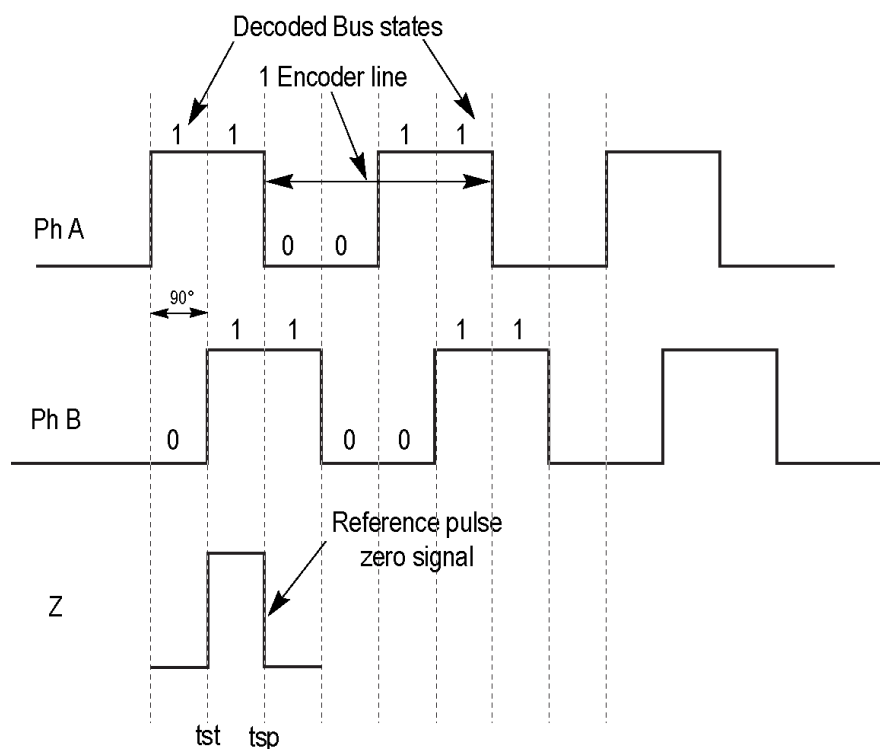 Decoded Bus states
1 Encoder line
1 1 1 1
Ph A
0 0
90°
1 1 1 1
Ph B
0 0 0
Reference pulse
zero signal
Z
tst tsp